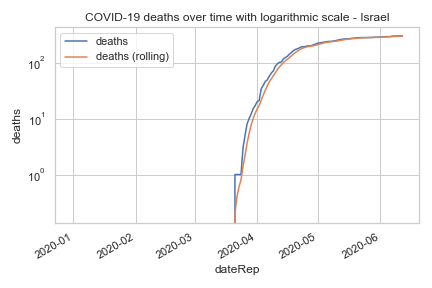 COVID-19 deaths over time with logarithmic scale - Israel
deaths
deaths (rolling)
10²
10¹
10⁰
deaths
2020-01
2020-02
2020-03
2020-04
2020-05
2020-06
dateRep